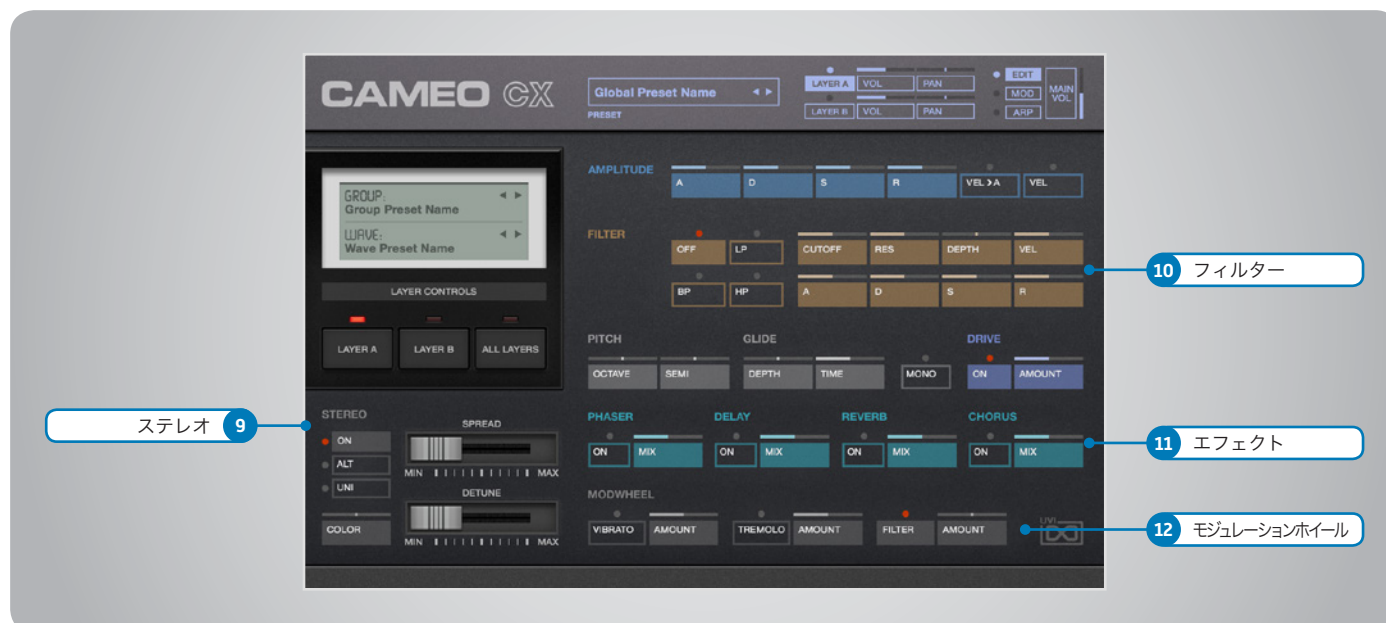 CAMEO CX
Global Preset Name
PRESET
LAYER A VOL PAN
LAYER B VOL PAN
EDIT
MOD
ARP
MAIN VOL
GROUP:
Group Preset Name
WAVE:
Wave Preset Name
LAYER CONTROLS
LAYER A LAYER B ALL LAYERS
AMPLITUDE
A D S R VEL>A VEL
FILTER
OFF LP CUTOFF RES DEPTH VEL
BP HP A D S R
10 フィルター
PITCH GLIDE DRIVE
OCTAVE SEMI DEPTH TIME MONO ON AMOUNT
ステレオ 9
STEREO
ON
ALT
UNI
COLOR
SPREAD
MIN MAX
DETUNE
MIN MAX
PHASER DELAY REVERB CHORUS
ON MIX ON MIX ON MIX ON MIX
11 エフェクト
MODWHEEL
VIBRATO AMOUNT TREMOLO AMOUNT FILTER AMOUNT
UVI
12 モジュレーションホイール